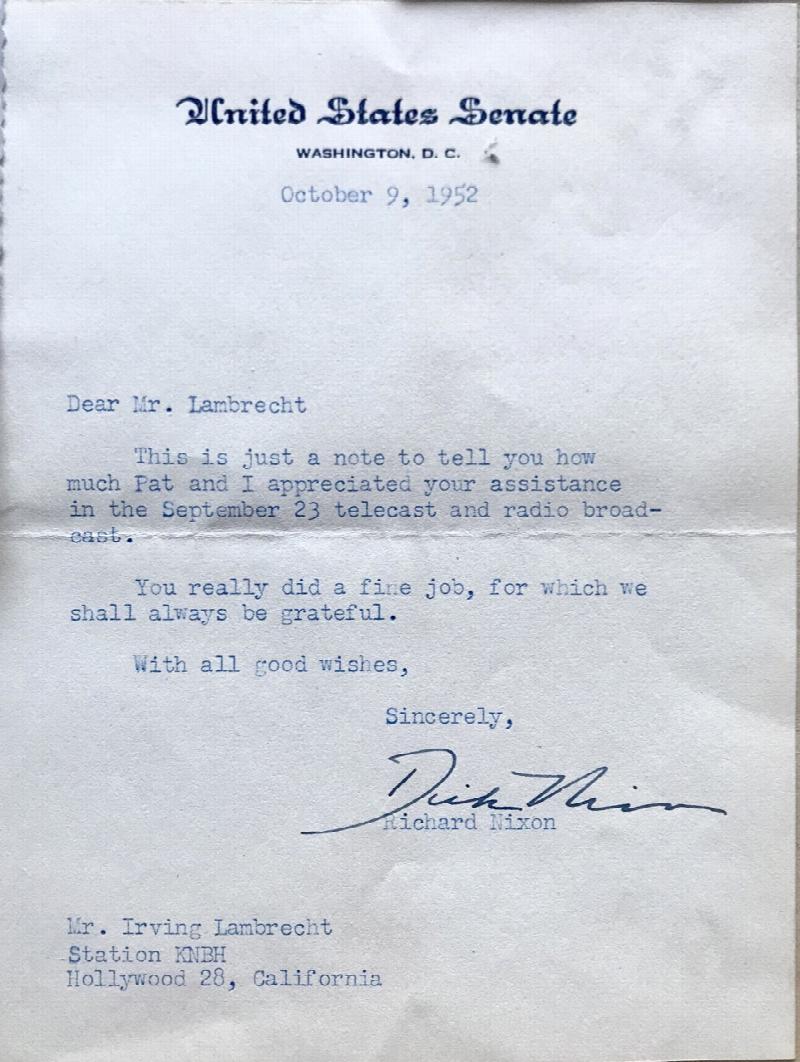 United States Senate
WASHINGTON, D. C.
October 9, 1952
Dear Mr. Lambrecht
This is just a note to tell you how
much Pat and I appreciated your assistance
in the September 23 telecast and radio broad-
cast.
You really did a fine job, for which we
shall always be grateful.
With all good wishes,
Sincerely,
Dick Nixon
Richard Nixon
Mr. Irving Lambrecht
Station KNBH
Hollywood 28, California